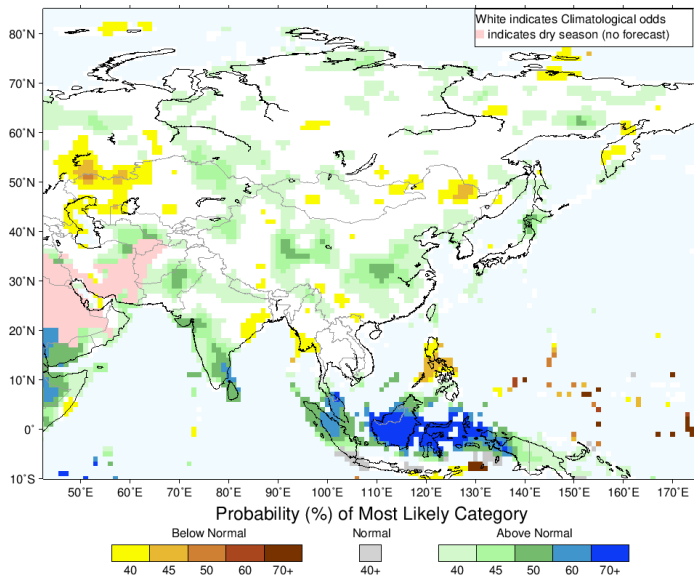 White indicates Climatological odds
indicates dry season (no forecast)
80˚N
70˚N
60˚N
50˚N
40˚N
30˚N
20˚N
10˚N
0˚
10˚S
50˚E 60˚E 70˚E 80˚E 90˚E 100˚E 110˚E 120˚E 130˚E 140˚E 150˚E 160˚E 170˚E
Probability (%) of Most Likely Category
Below Normal Normal Above Normal
40 45 50 60 70+ 40+ 40 45 50 60 70+